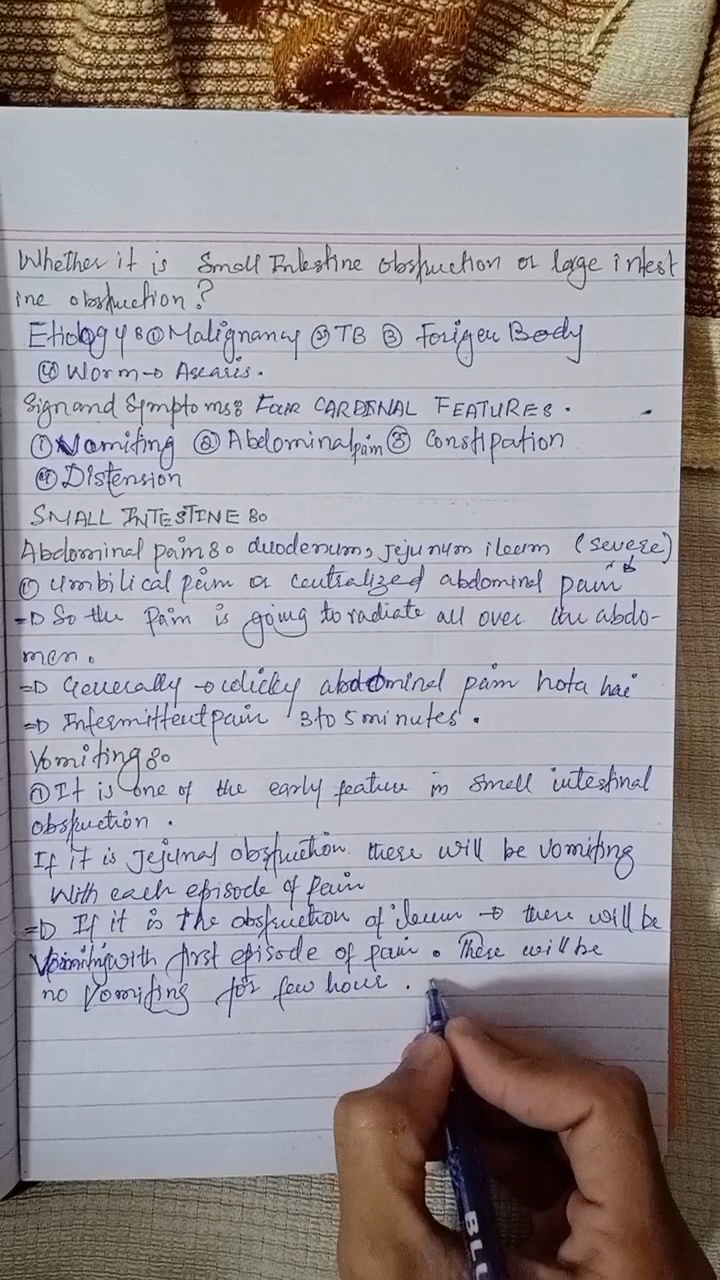 Whether it is Small Intestine obstruction or large intest
ine obstruction?
Etiology: ① Malignancy ② TB ③ Forigeu Body
④ Worm → Ascaris.
Sign and Symptoms: FOUR CARDENAL FEATURES.
① Vomiting ② Abdominal pain ③ Constipation
④ Distension
SMALL INTESTINE:
Abdominal pain: duodenum, jejunum ileum (severe)
① Umbilical pain or centralized abdominal pain
⇒ So the Pain is going to radiate all over the abdo-
men.
⇒ Generally → colicky abdominal pain hota hai
⇒ Intermittent pain 3 to 5 minutes.
Vomiting:
① It is one of the early feature in small intestinal
obstruction.
If it is Jejunal obstruction there will be vomiting
With each episode of Pain
⇒ If it is the obstruction of ileum → there will be
Vomiting with first episode of pain. There will be
no Vomiting for few hour.
BLU